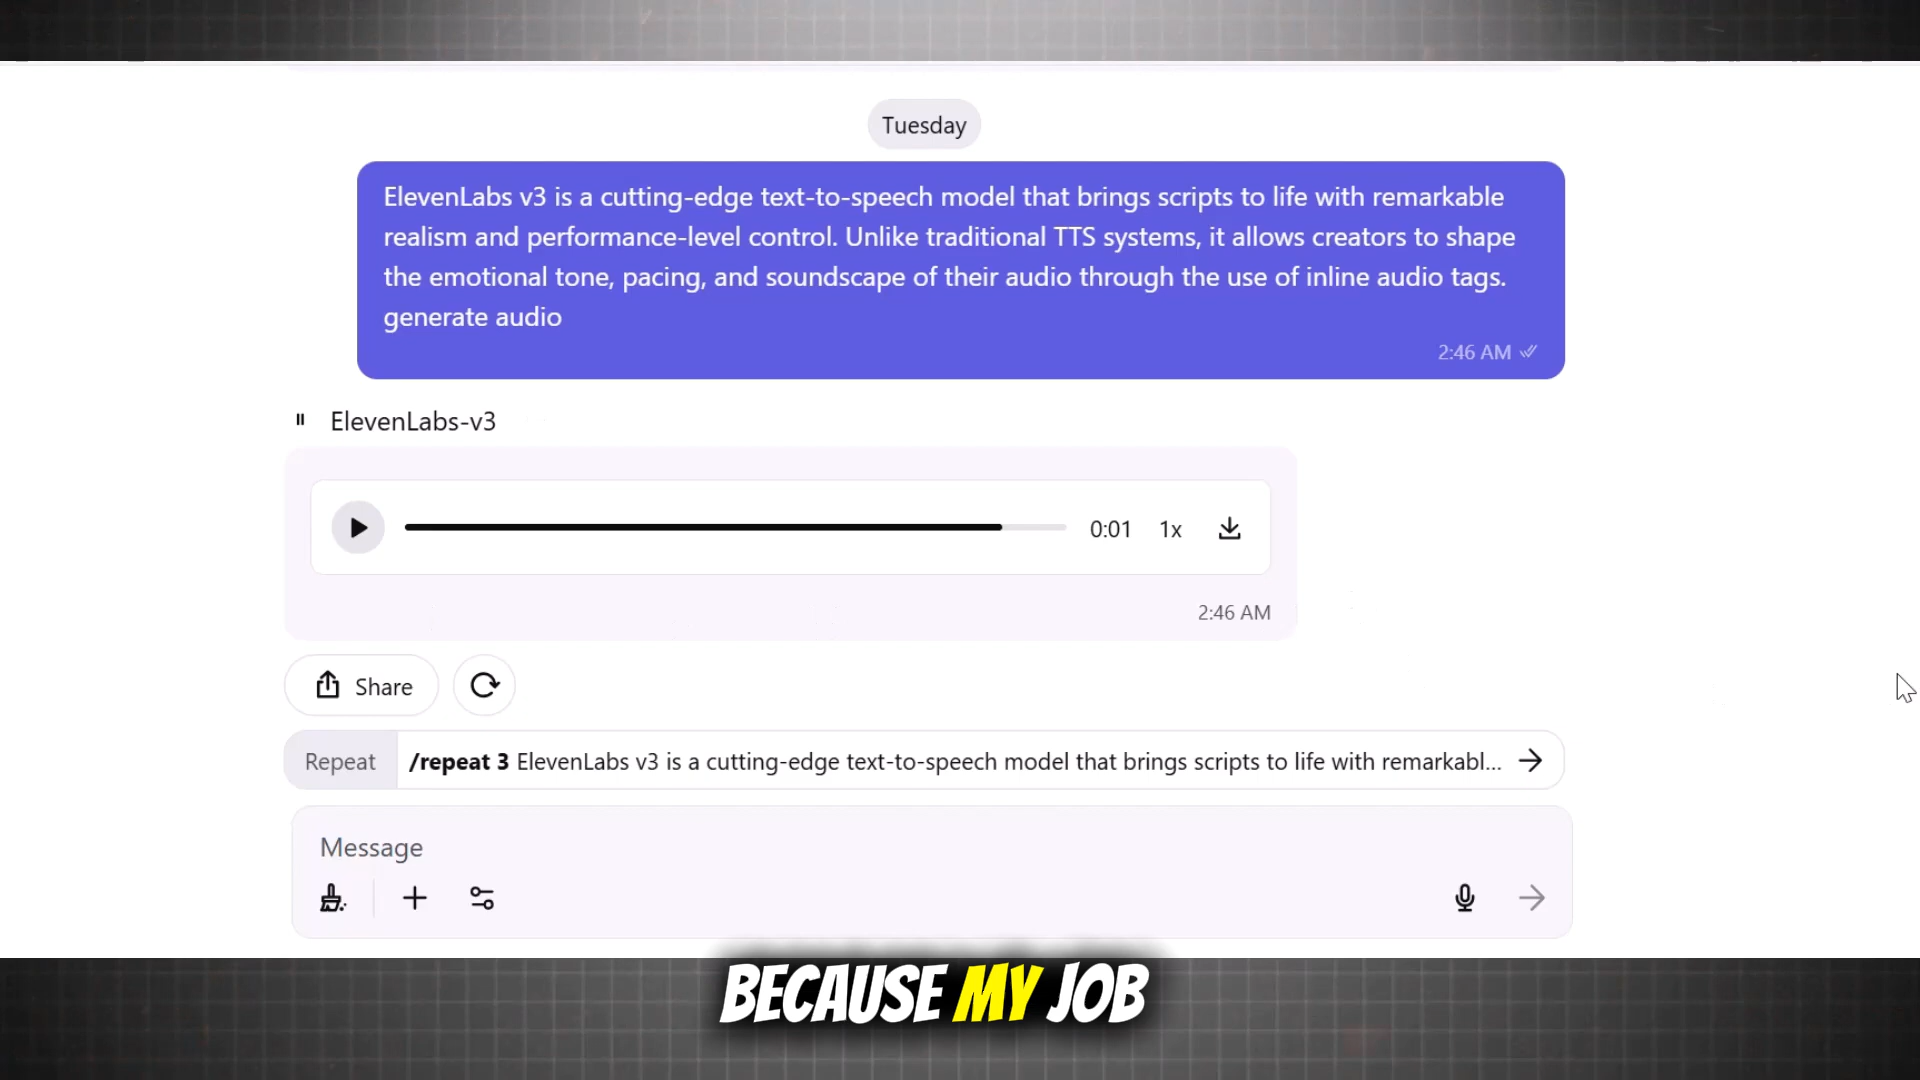 Tuesday
ElevenLabs v3 is a cutting-edge text-to-speech model that brings scripts to life with remarkable
realism and performance-level control. Unlike traditional TTS systems, it allows creators to shape
the emotional tone, pacing, and soundscape of their audio through the use of inline audio tags.
generate audio
2:46 AM
ElevenLabs-v3
0:01 1x
2:46 AM
Share
Repeat /repeat 3 ElevenLabs v3 is a cutting-edge text-to-speech model that brings scripts to life with remarkabl...
Message
BECAUSE MY JOB